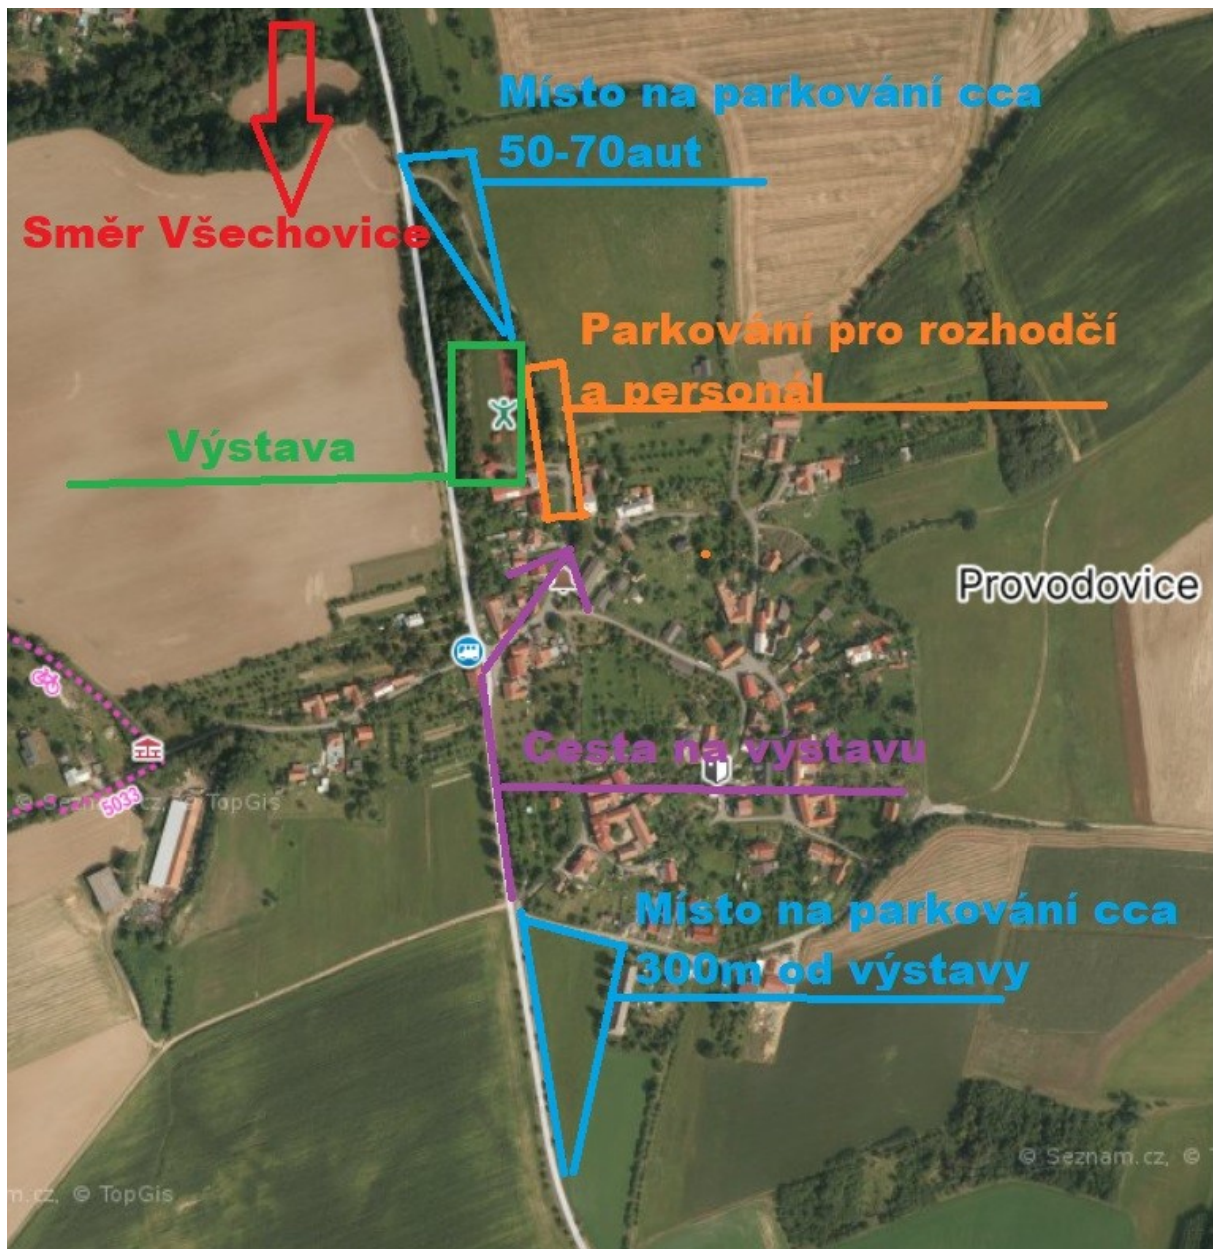 Místo na parkování cca
50-70aut
Směr Všechovice
Parkování pro rozhodčí
a personál
Výstava
Provodovice
Cesta na výstavu
5033
© Seznam.cz, © TopGis
Místo na parkování cca
300m od výstavy
© Seznam.cz, ©
m.cz, © TopGis